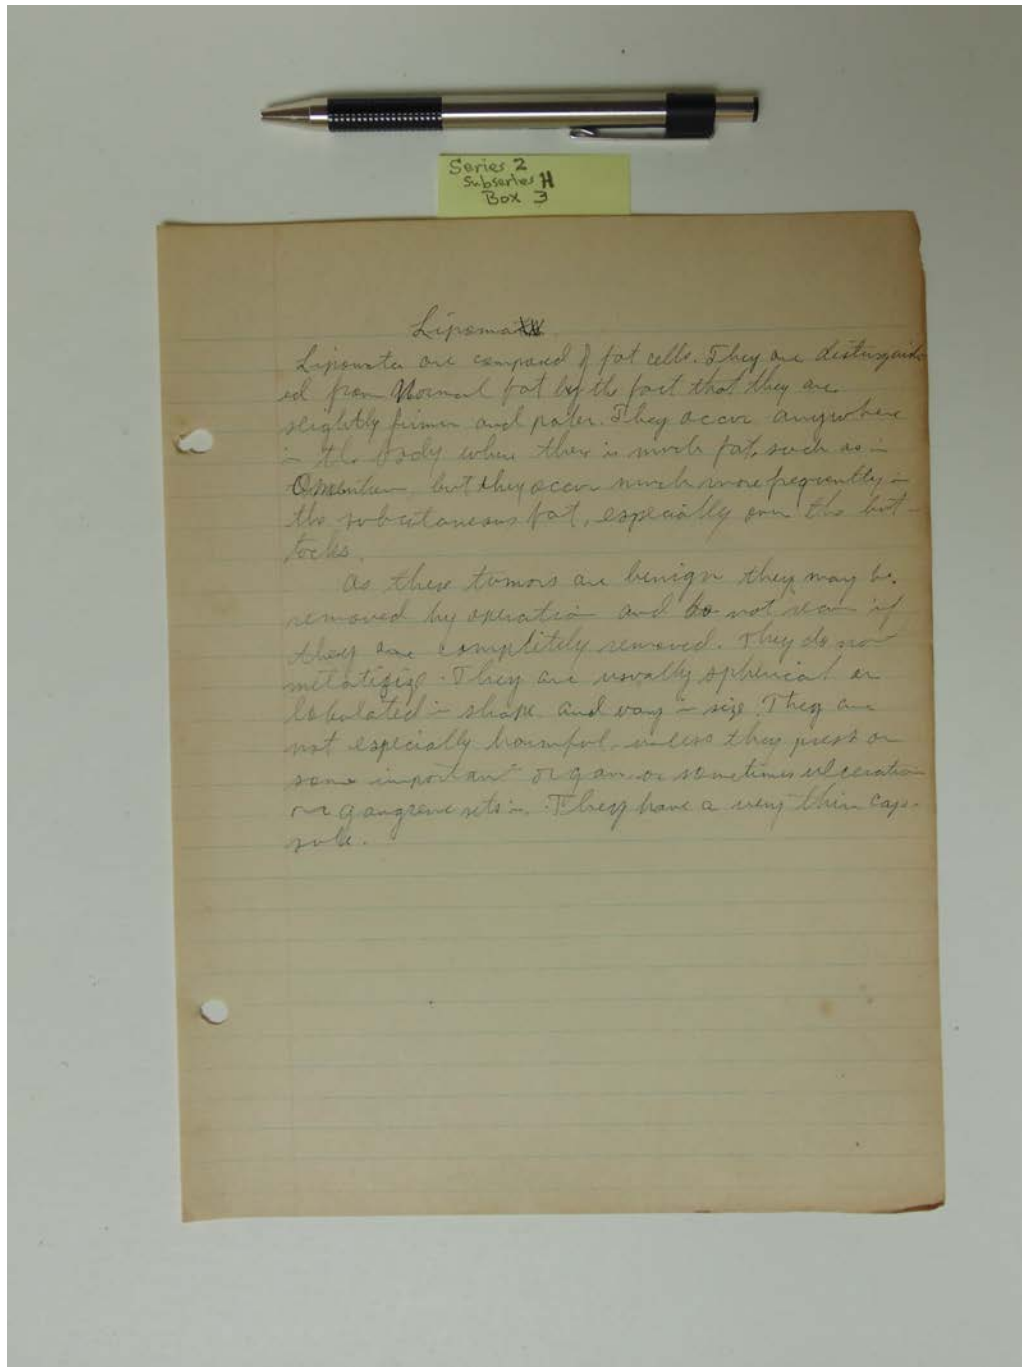 Series 2
Subseries H
Box 3
Lipoma
Lipomata are composed of fat cells. They are distinguish
ed from Normal fat by the fact that they are
slightly firmer and paler. They occur anywhere
in the body where there is much fat, such as in
Omentum but they occur much more frequently in
the subcutaneous fat, especially over the but-
tocks.
As these tumors are benign they may be
removed by operation and do not recur if
they are completely removed. They do not
They are usually spherical or
lobulated in shape and vary in size. They are
not especially harmful unless they press on
some important organ or sometimes ulceration
or gangrene sets in. They have a very thin cap-
sule.